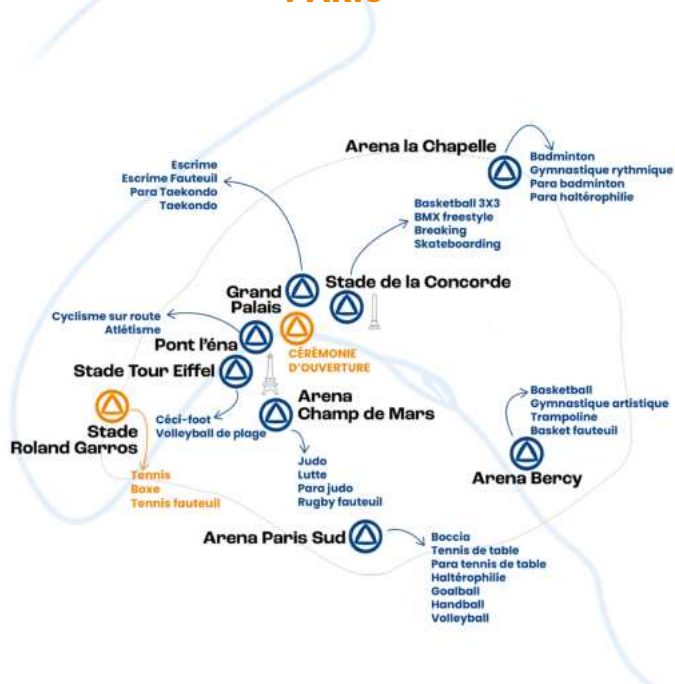 PARIS
Arena la Chapelle
Badminton
Gymnastique rythmique
Para badminton
Para haltérophilie
Escrime
Escrime Fauteuil
Para Taekondo
Taekondo
Basketball 3X3
BMX freestyle
Breaking
Skateboarding
Grand
Palais
Stade de la Concorde
Cyclisme sur route
Atlétisme
Pont l'éna
CÉRÉMONIE
D'OUVERTURE
Stade Tour Eiffel
Céci-foot
Volleyball de plage
Arena
Champ de Mars
Judo
Lutte
Para judo
Rugby fauteuil
Stade
Roland Garros
Tennis
Boxe
Tennis fauteuil
Basketball
Gymnastique artistique
Trampoline
Basket fauteuil
Arena Bercy
Arena Paris Sud
Boccia
Tennis de table
Para tennis de table
Haltérophilie
Goalball
Handball
Volleyball